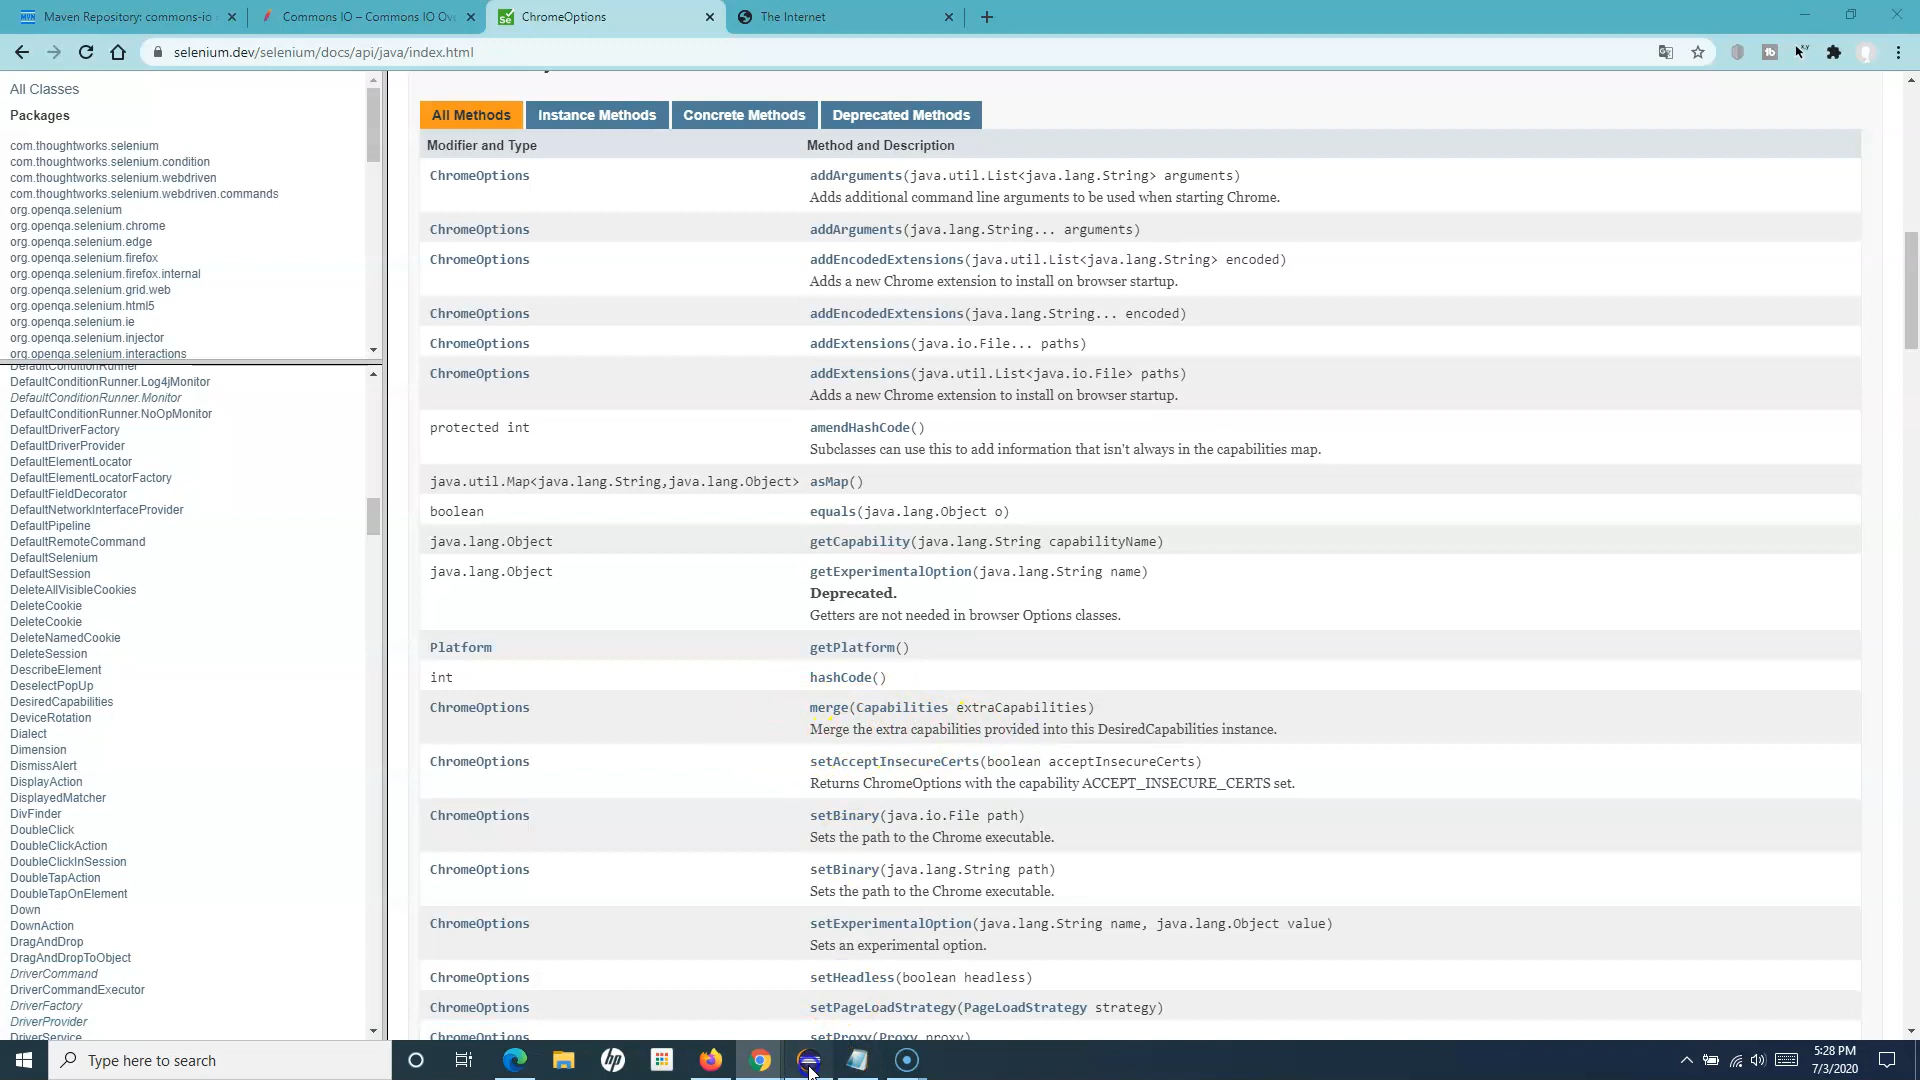 Maven Repository: commons-io
Commons IO – Commons IO Ov
ChromeOptions
The Internet
selenium.dev/selenium/docs/api/java/index.html
All Classes
Packages
com.thoughtworks.selenium
com.thoughtworks.selenium.condition
com.thoughtworks.selenium.webdriven
com.thoughtworks.selenium.webdriven.commands
org.openqa.selenium
org.openqa.selenium.chrome
org.openqa.selenium.edge
org.openqa.selenium.firefox
org.openqa.selenium.firefox.internal
org.openqa.selenium.grid.web
org.openqa.selenium.html5
org.openqa.selenium.ie
org.openqa.selenium.injector
org.openqa.selenium.interactions
DefaultConditionRunner
DefaultConditionRunner.Log4jMonitor
DefaultConditionRunner.Monitor
DefaultConditionRunner.NoOpMonitor
DefaultDriverFactory
DefaultDriverProvider
DefaultElementLocator
DefaultElementLocatorFactory
DefaultFieldDecorator
DefaultNetworkInterfaceProvider
DefaultPipeline
DefaultRemoteCommand
DefaultSelenium
DefaultSession
DeleteAllVisibleCookies
DeleteCookie
DeleteCookie
DeleteNamedCookie
DeleteSession
DescribeElement
DeselectPopUp
DesiredCapabilities
DeviceRotation
Dialect
Dimension
DismissAlert
DisplayAction
DisplayedMatcher
DivFinder
DoubleClick
DoubleClickAction
DoubleClickInSession
DoubleTapAction
DoubleTapOnElement
Down
DownAction
DragAndDrop
DragAndDropToObject
DriverCommand
DriverCommandExecutor
DriverFactory
DriverProvider
DriverService
All Methods Instance Methods Concrete Methods Deprecated Methods
Modifier and Type Method and Description
ChromeOptions addArguments(java.util.List<java.lang.String> arguments)
Adds additional command line arguments to be used when starting Chrome.
ChromeOptions addArguments(java.lang.String... arguments)
ChromeOptions addEncodedExtensions(java.util.List<java.lang.String> encoded)
Adds a new Chrome extension to install on browser startup.
ChromeOptions addEncodedExtensions(java.lang.String... encoded)
ChromeOptions addExtensions(java.io.File... paths)
ChromeOptions addExtensions(java.util.List<java.io.File> paths)
Adds a new Chrome extension to install on browser startup.
protected int amendHashCode()
Subclasses can use this to add information that isn't always in the capabilities map.
java.util.Map<java.lang.String,java.lang.Object> asMap()
boolean equals(java.lang.Object o)
java.lang.Object getCapability(java.lang.String capabilityName)
java.lang.Object getExperimentalOption(java.lang.String name)
Deprecated.
Getters are not needed in browser Options classes.
Platform getPlatform()
int hashCode()
ChromeOptions merge(Capabilities extraCapabilities)
Merge the extra capabilities provided into this DesiredCapabilities instance.
ChromeOptions setAcceptInsecureCerts(boolean acceptInsecureCerts)
Returns ChromeOptions with the capability ACCEPT_INSECURE_CERTS set.
ChromeOptions setBinary(java.io.File path)
Sets the path to the Chrome executable.
ChromeOptions setBinary(java.lang.String path)
Sets the path to the Chrome executable.
ChromeOptions setExperimentalOption(java.lang.String name, java.lang.Object value)
Sets an experimental option.
ChromeOptions setHeadless(boolean headless)
ChromeOptions setPageLoadStrategy(PageLoadStrategy strategy)
ChromeOptions setProxy(Proxy proxy)
Type here to search
5:28 PM
7/3/2020